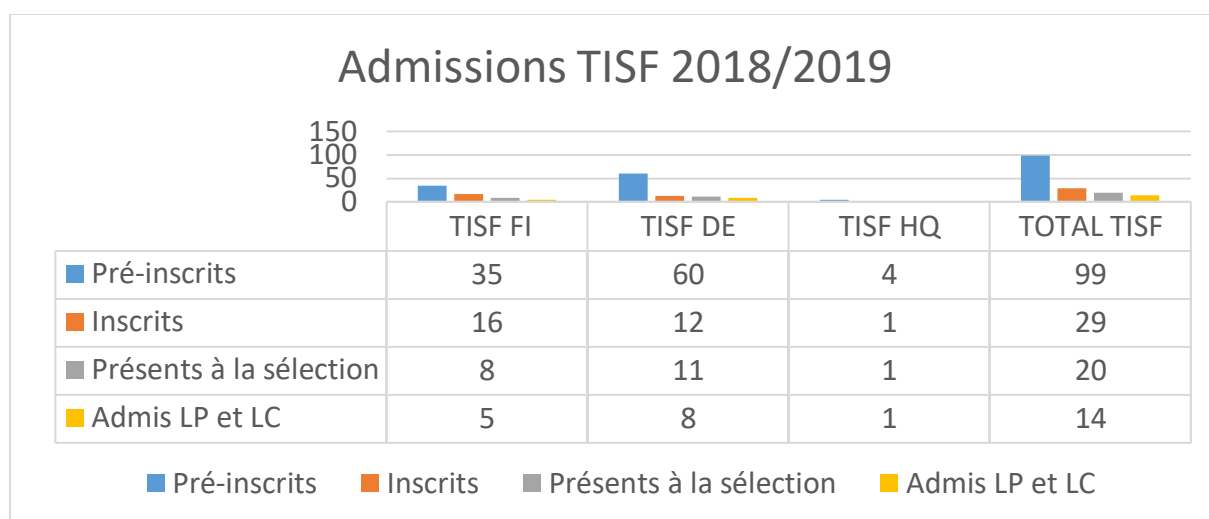 Admissions TISF 2018/2019
150
100
50
0
TISF FI TISF DE TISF HQ TOTAL TISF
Pré-inscrits 35 60 4 99
Inscrits 16 12 1 29
Présents à la sélection 8 11 1 20
Admis LP et LC 5 8 1 14
Pré-inscrits Inscrits Présents à la sélection Admis LP et LC